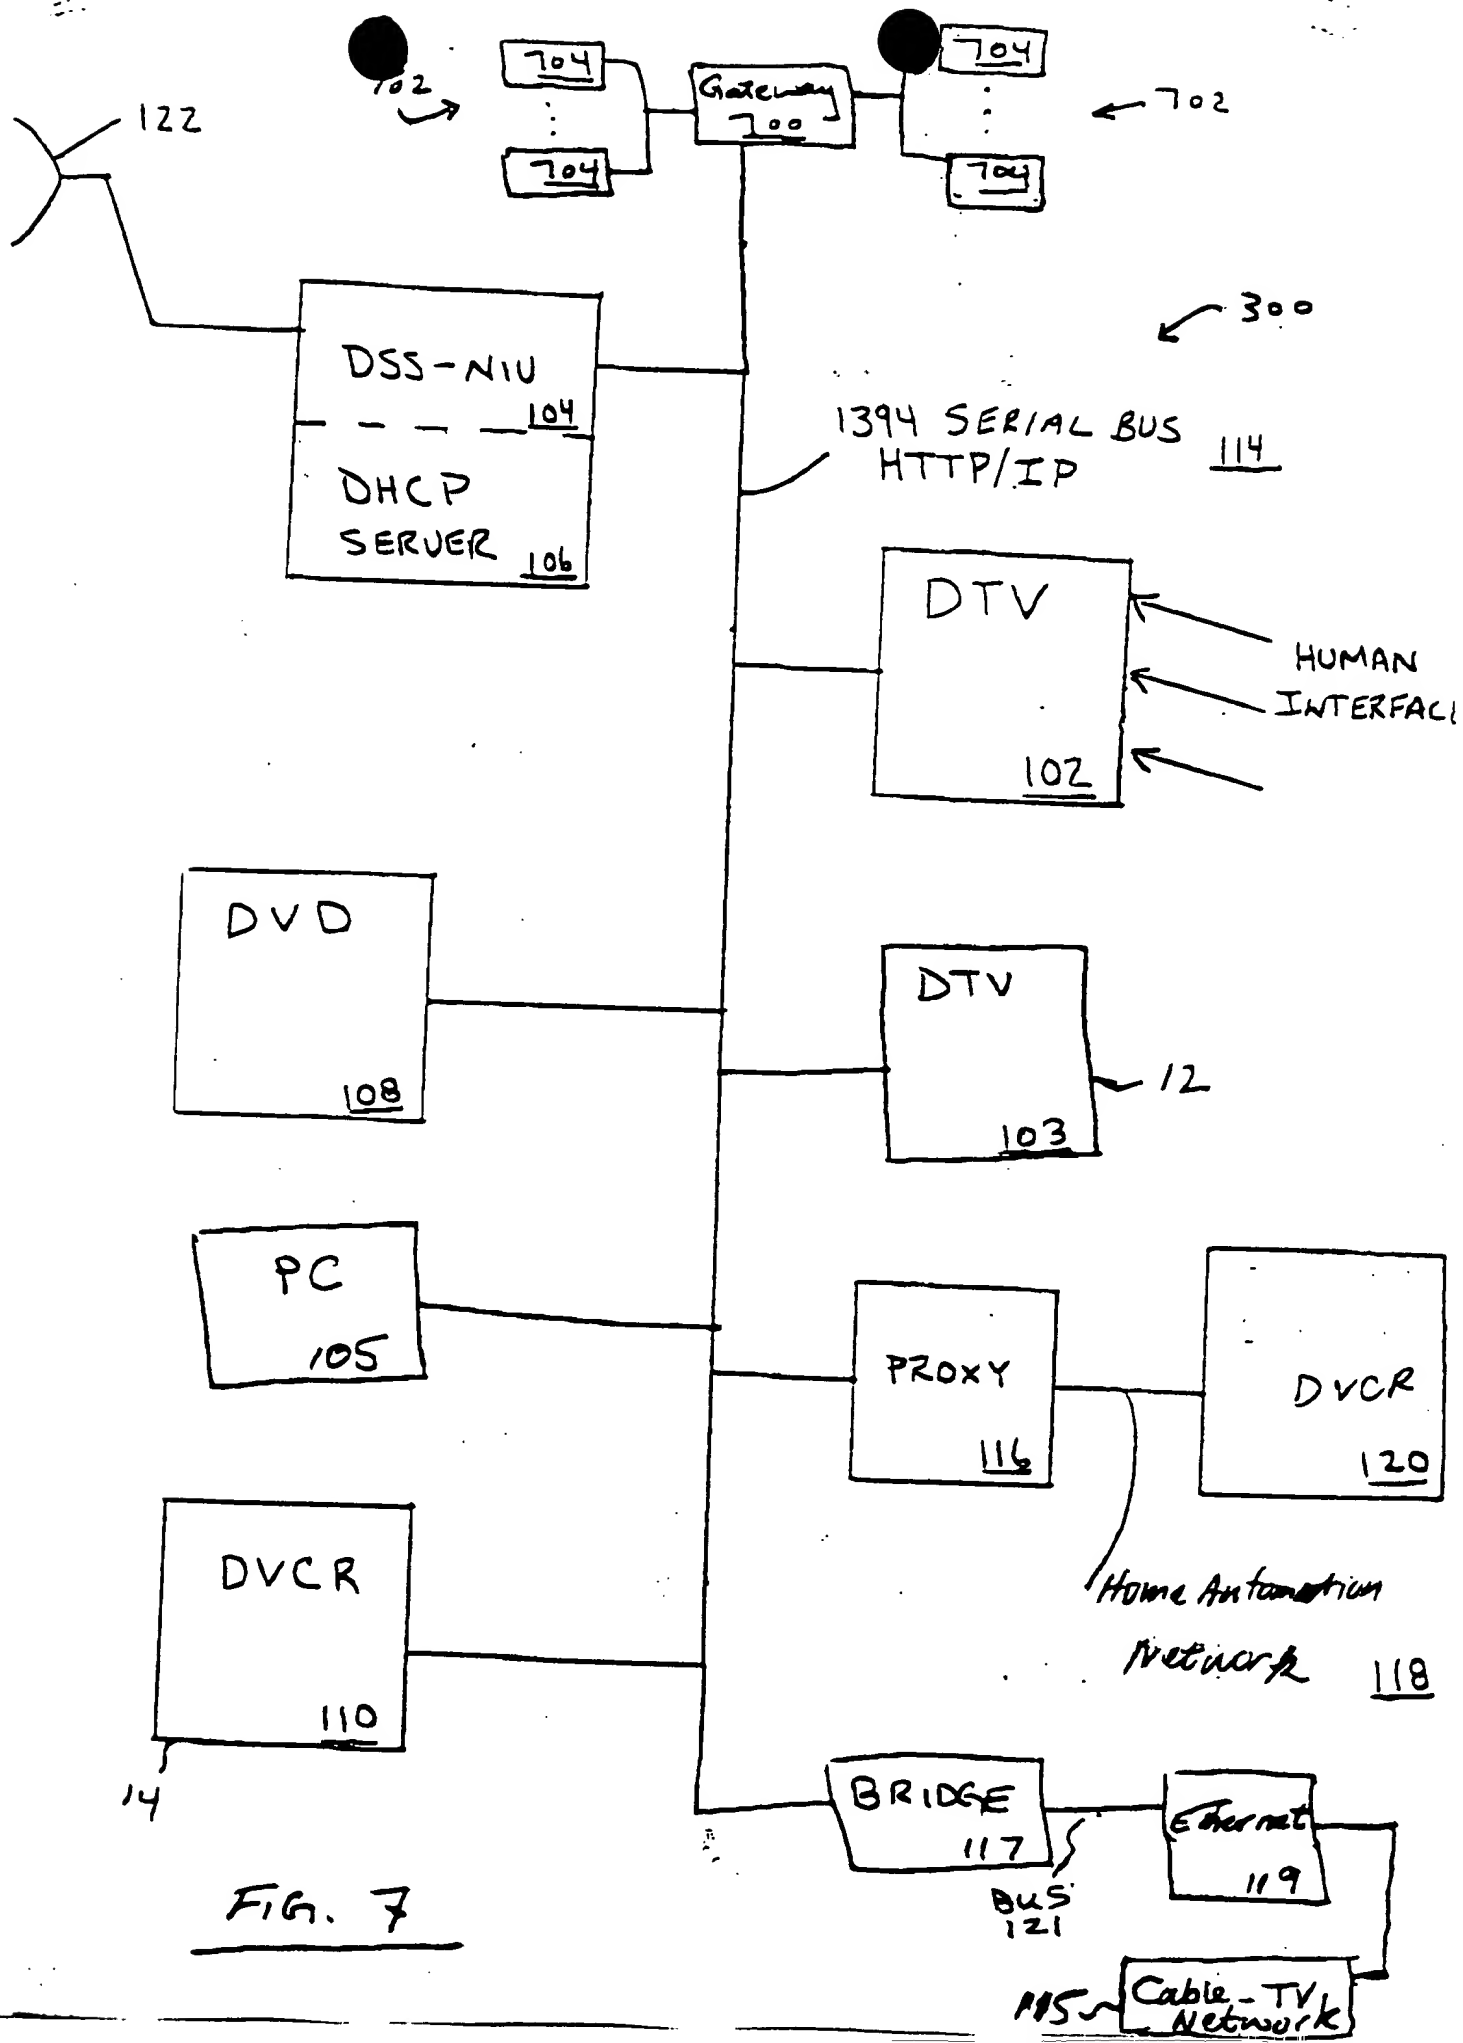 702
704
704
Gateway
700
704
704
702
122
300
DSS-NIU
104
DHCP
SERVER
106
1394 SERIAL BUS
HTTP/IP
114
DTV
102
HUMAN
INTERFAC
DVD
108
DTV
103
12
PC
105
PROXY
116
DVCR
120
Home Automation
Network
118
DVCR
110
14
BRIDGE
117
BUS
121
Ethernet
119
115
Cable-TV
Network
FIG. 7